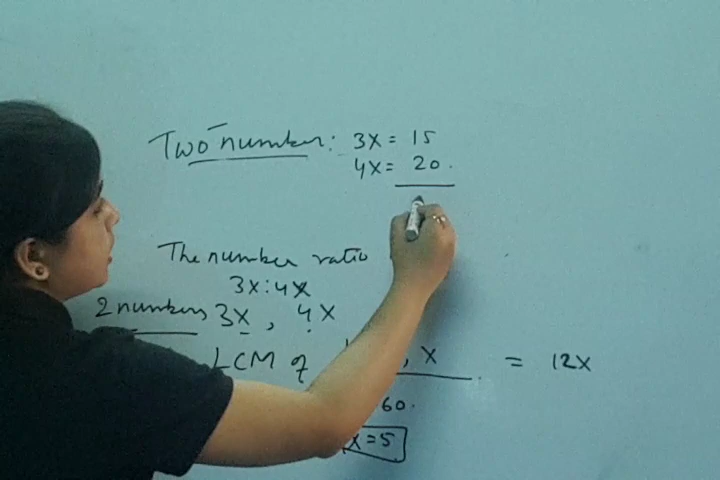 Two number: 3x = 15
4x = 20.
The number ratio
3x:4x
2 numbers 3x, 4x
LCM of , x = 12x
60.
x=5